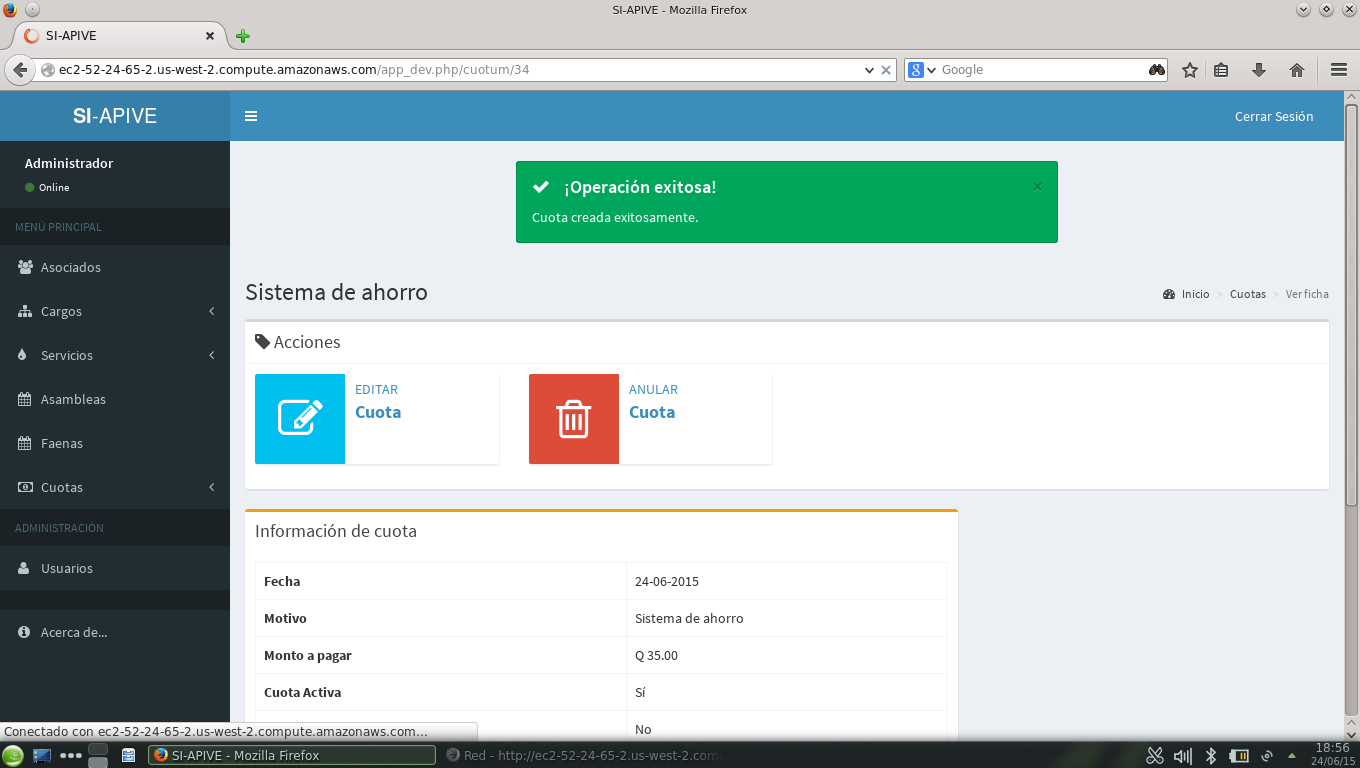 SI-APIVE - Mozilla Firefox
SI-APIVE
ec2-52-24-65-2.us-west-2.compute.amazonaws.com/app_dev.php/cuotum/34
Google
SI-APIVE
Cerrar Sesión
Administrador
Online
MENÚ PRINCIPAL
Asociados
Cargos
Servicios
Asambleas
Faenas
Cuotas
ADMINISTRACIÓN
Usuarios
Acerca de...
¡Operación exitosa!
×
Cuota creada exitosamente.
Sistema de ahorro
Inicio > Cuotas > Ver ficha
Acciones
EDITAR
Cuota
ANULAR
Cuota
Información de cuota
Fecha 24-06-2015
Motivo Sistema de ahorro
Monto a pagar Q 35.00
Cuota Activa Sí
No
Conectado con ec2-52-24-65-2.us-west-2.compute.amazonaws.com...
SI-APIVE - Mozilla Firefox
Red - http://ec2-52-24-65-2.us-west-2.com
18:56
24/06/15